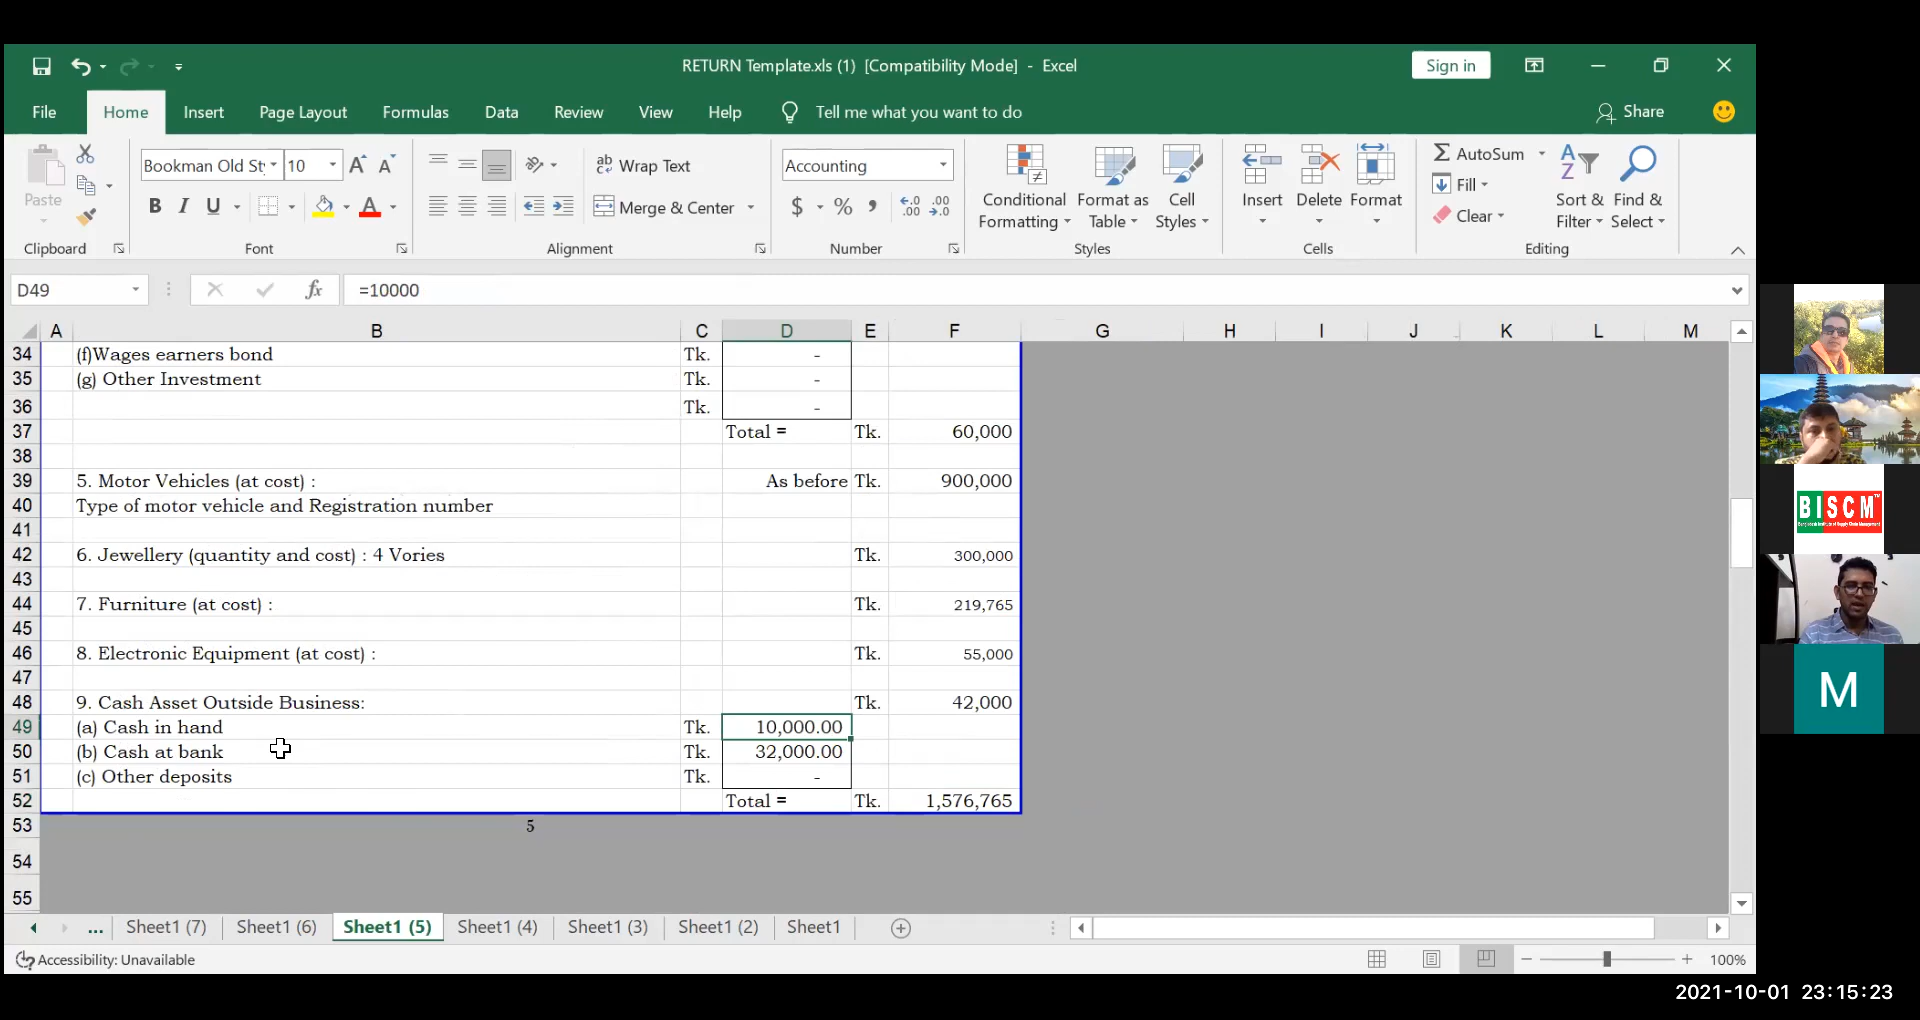 RETURN Template.xls (1) [Compatibility Mode] - Excel
Sign in
File Home Insert Page Layout Formulas Data Review View Help Tell me what you want to do Share
Paste
Bookman Old St 10
Wrap Text
Merge & Center
Accounting
$ % ,
Conditional Formatting
Format as Table
Cell Styles
Insert Delete Format
AutoSum
Fill
Clear
Sort & Filter
Find & Select
Clipboard Font Alignment Number Styles Cells Editing
D49 fx =10000
A B C D E F G H I J K L M
34 (f)Wages earners bond Tk. -
35 (g) Other Investment Tk. -
36 Tk. -
37 Total = Tk. 60,000
38
39 5. Motor Vehicles (at cost) : As before Tk. 900,000
40 Type of motor vehicle and Registration number
41
42 6. Jewellery (quantity and cost) : 4 Vories Tk. 300,000
43
44 7. Furniture (at cost) : Tk. 219,765
45
46 8. Electronic Equipment (at cost) : Tk. 55,000
47
48 9. Cash Asset Outside Business: Tk. 42,000
49 (a) Cash in hand Tk. 10,000.00
50 (b) Cash at bank Tk. 32,000.00
51 (c) Other deposits Tk. -
52 Total = Tk. 1,576,765
53 5
54
55
... Sheet1 (7) Sheet1 (6) Sheet1 (5) Sheet1 (4) Sheet1 (3) Sheet1 (2) Sheet1
Accessibility: Unavailable 100%
BISCM
M
2021-10-01 23:15:23